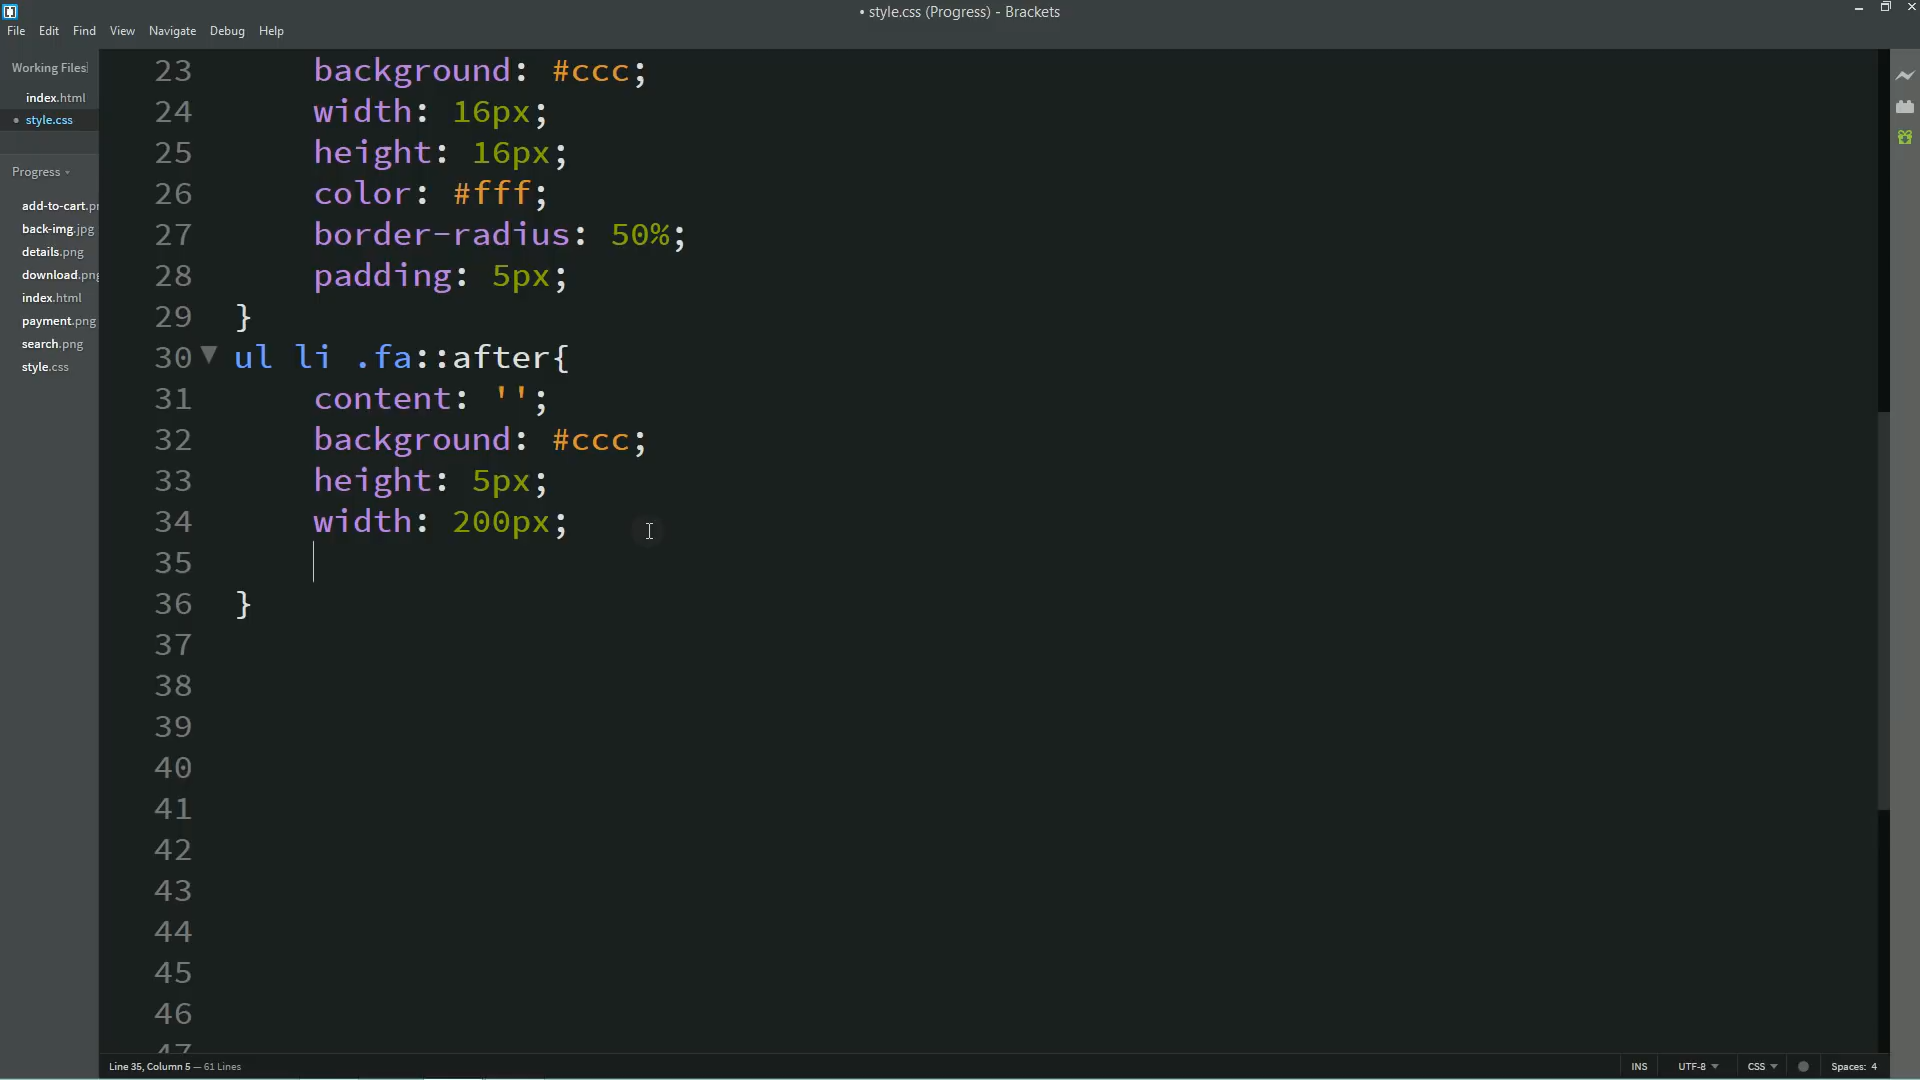 • style.css (Progress) - Brackets
File Edit Find View Navigate Debug Help
Working Files
index.html
• style.css
Progress
add-to-cart.pn
back-img.jpg
details.png
download.png
index.html
payment.png
search.png
style.css
23 background: #ccc;
24 width: 16px;
25 height: 16px;
26 color: #fff;
27 border-radius: 50%;
28 padding: 5px;
29 }
30 ul li .fa::after{
31 content: '';
32 background: #ccc;
33 height: 5px;
34 width: 200px;
35
36 }
37
38
39
40
41
42
43
44
45
46
47
Line 35, Column 5 — 61 Lines
INS UTF-8 CSS Spaces: 4